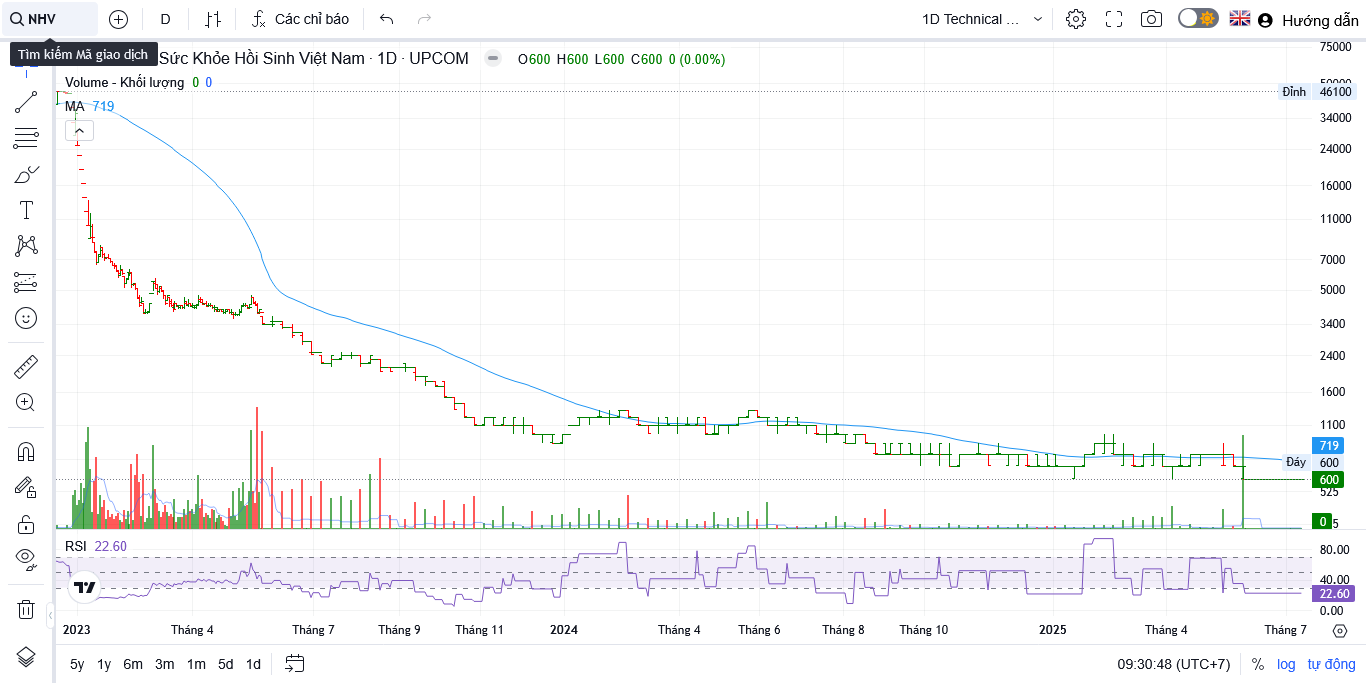 NHV
D
Các chỉ báo
1D Technical ...
Hướng dẫn
Tìm kiếm Mã giao dịch
Sức Khỏe Hồi Sinh Việt Nam · 1D · UPCOM
O600 H600 L600 C600 0 (0.00%)
Volume - Khối lượng 0 0
MA 719
75000
50000
Đỉnh 46100
34000
24000
16000
11000
7000
5000
3400
2400
1600
1100
719
Đáy 600
600
525
0
5
RSI 22.60
80.00
40.00
22.60
0.00
2023 Tháng 4 Tháng 7 Tháng 9 Tháng 11 2024 Tháng 4 Tháng 6 Tháng 8 Tháng 10 2025 Tháng 4 Tháng 7
5y 1y 6m 3m 1m 5d 1d
09:30:48 (UTC+7) % log tự động